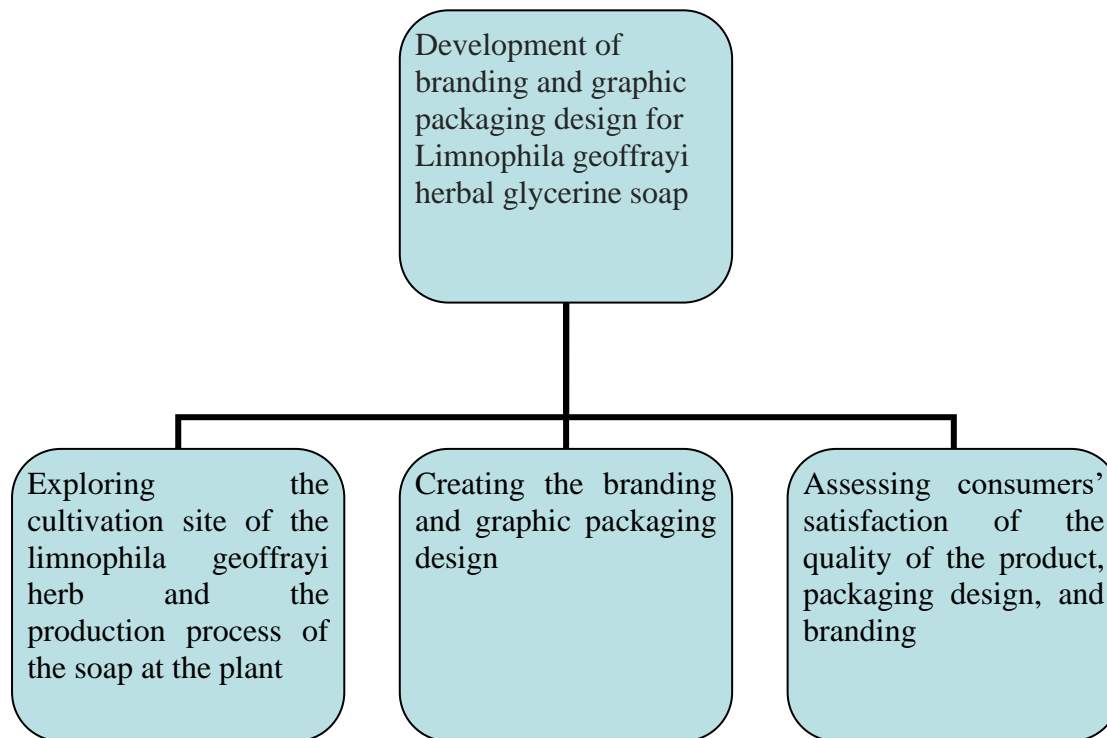 Development of
branding and graphic
packaging design for
Limnophila geoffrayi
herbal glycerine soap
Exploring the
cultivation site of the
limnophila geoffrayi
herb and the
production process of
the soap at the plant
Creating the branding
and graphic packaging
design
Assessing consumers’
satisfaction of the
quality of the product,
packaging design, and
branding